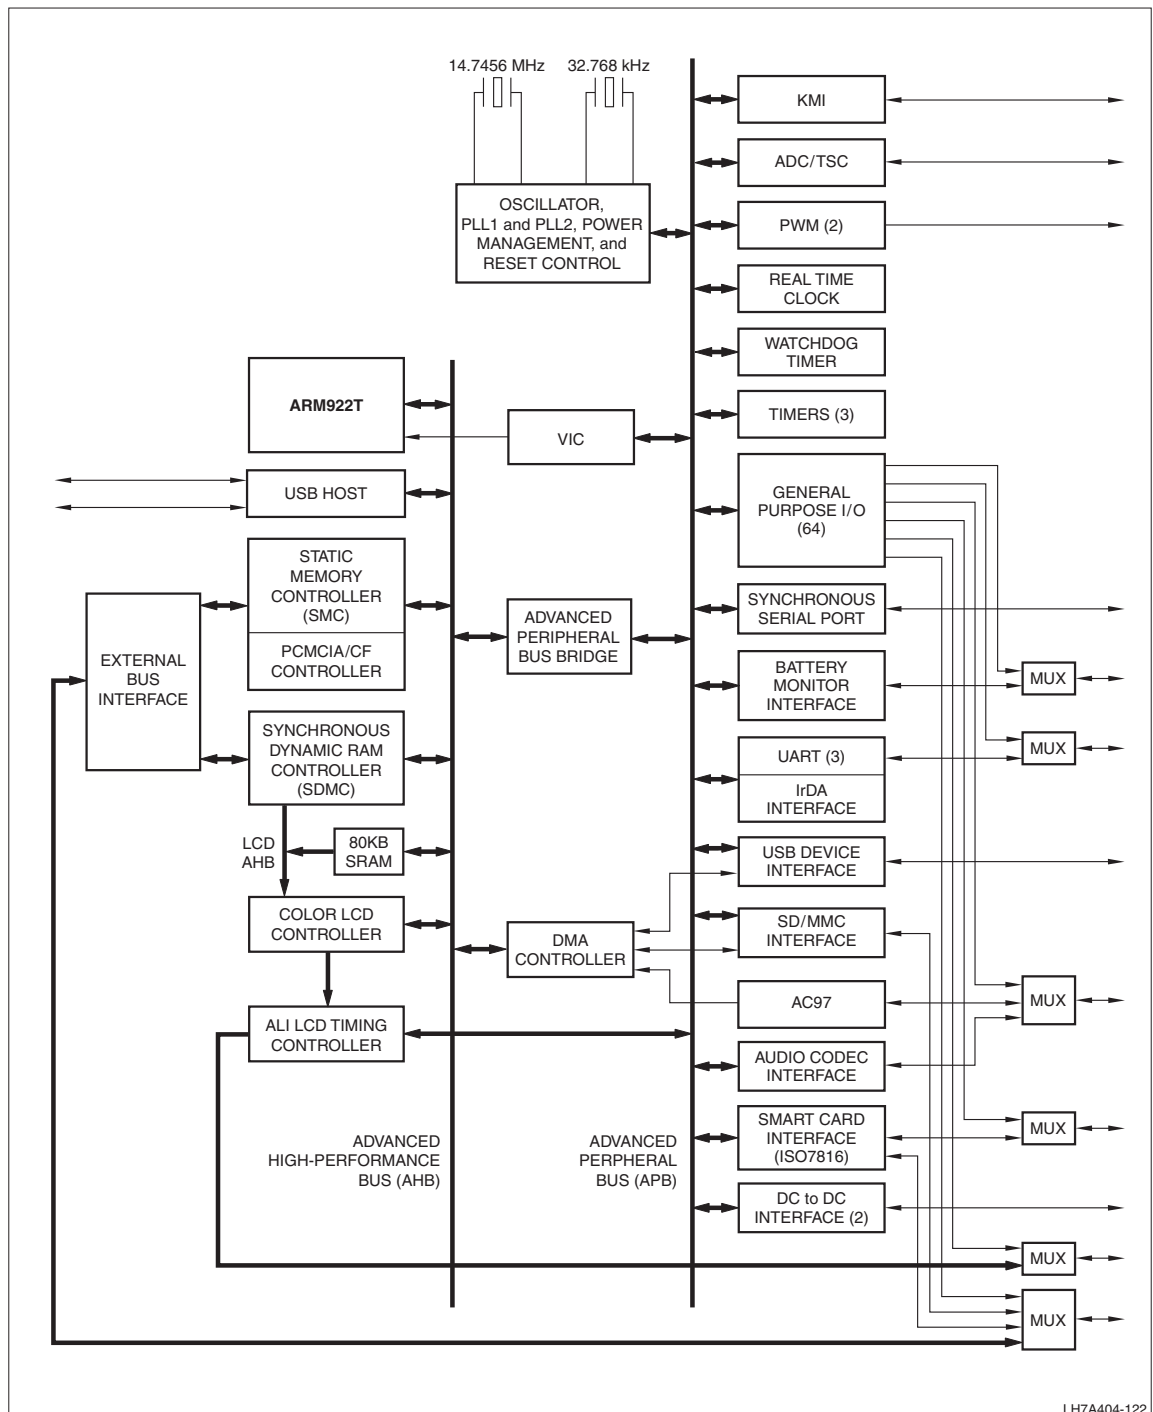 14.7456 MHz
32.768 kHz
OSCILLATOR,
PLL1 and PLL2, POWER
MANAGEMENT, and
RESET CONTROL
KMI
ADC/TSC
PWM (2)
REAL TIME
CLOCK
WATCHDOG
TIMER
TIMERS (3)
ARM922T
VIC
USB HOST
GENERAL
PURPOSE I/O
(64)
STATIC
MEMORY
CONTROLLER
(SMC)
PCMCIA/CF
CONTROLLER
EXTERNAL
BUS
INTERFACE
ADVANCED
PERIPHERAL
BUS BRIDGE
SYNCHRONOUS
SERIAL PORT
BATTERY
MONITOR
INTERFACE
MUX
SYNCHRONOUS
DYNAMIC RAM
CONTROLLER
(SDMC)
UART (3)
IrDA
INTERFACE
MUX
LCD
AHB
80KB
SRAM
USB DEVICE
INTERFACE
COLOR LCD
CONTROLLER
DMA
CONTROLLER
SD/MMC
INTERFACE
AC97
MUX
ALI LCD TIMING
CONTROLLER
AUDIO CODEC
INTERFACE
ADVANCED
HIGH-PERFORMANCE
BUS (AHB)
ADVANCED
PERPHERAL
BUS (APB)
SMART CARD
INTERFACE
(ISO7816)
MUX
DC to DC
INTERFACE (2)
MUX
MUX
LH7A404-122